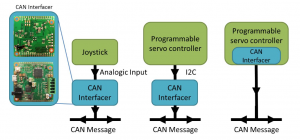 CAN Interfacer
Joystick
Analogic Input
CAN
Interfacer
CAN Message
Programmable
servo controller
I2C
CAN
Interfacer
CAN Message
Programmable
servo controller
CAN
Interfacer
CAN Message